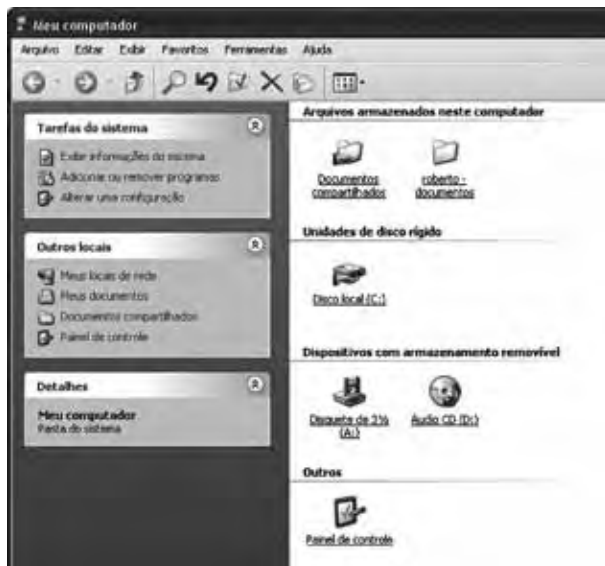 Meu computador
Arquivo Editar Exibir Favoritos Ferramentas Ajuda
Tarefas do sistema
Exibir informações do sistema
Adicionar ou remover programas
Alterar uma configuração
Outros locais
Meus locais de rede
Meus documentos
Documentos compartilhados
Painel de controle
Detalhes
Meu computador
Pasta do sistema
Arquivos armazenados neste computador
Documentos compartilhados
roberto - documentos
Unidades de disco rígido
Disco local (C:)
Dispositivos com armazenamento removível
Disquete de 3½ (A:)
Áudio CD (D:)
Outros
Painel de controle